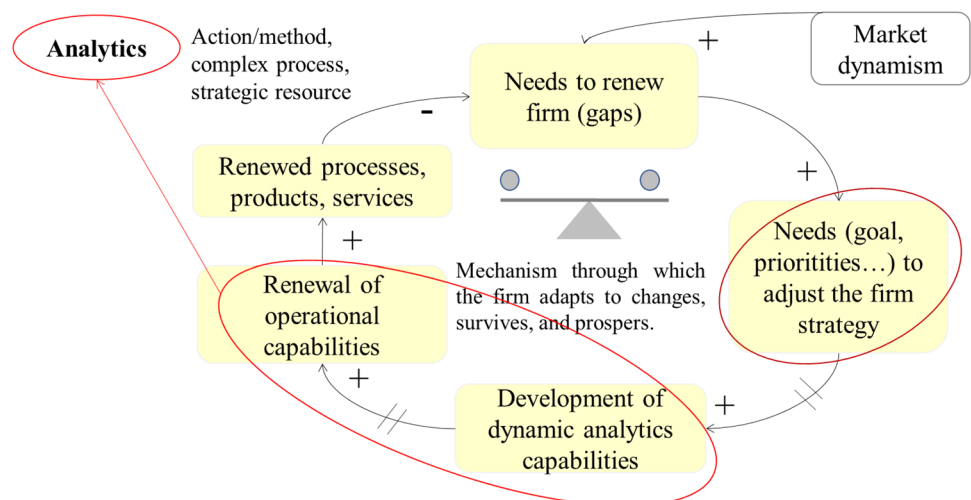 Analytics
Action/method,
complex process,
strategic resource
Market
dynamism
+
Needs to renew
firm (gaps)
-
+
Renewed processes,
products, services
+
Needs (goal,
prioritities…) to
adjust the firm
strategy
Mechanism through which
the firm adapts to changes,
survives, and prospers.
Renewal of
operational
capabilities
+
+
Development of
dynamic analytics
capabilities